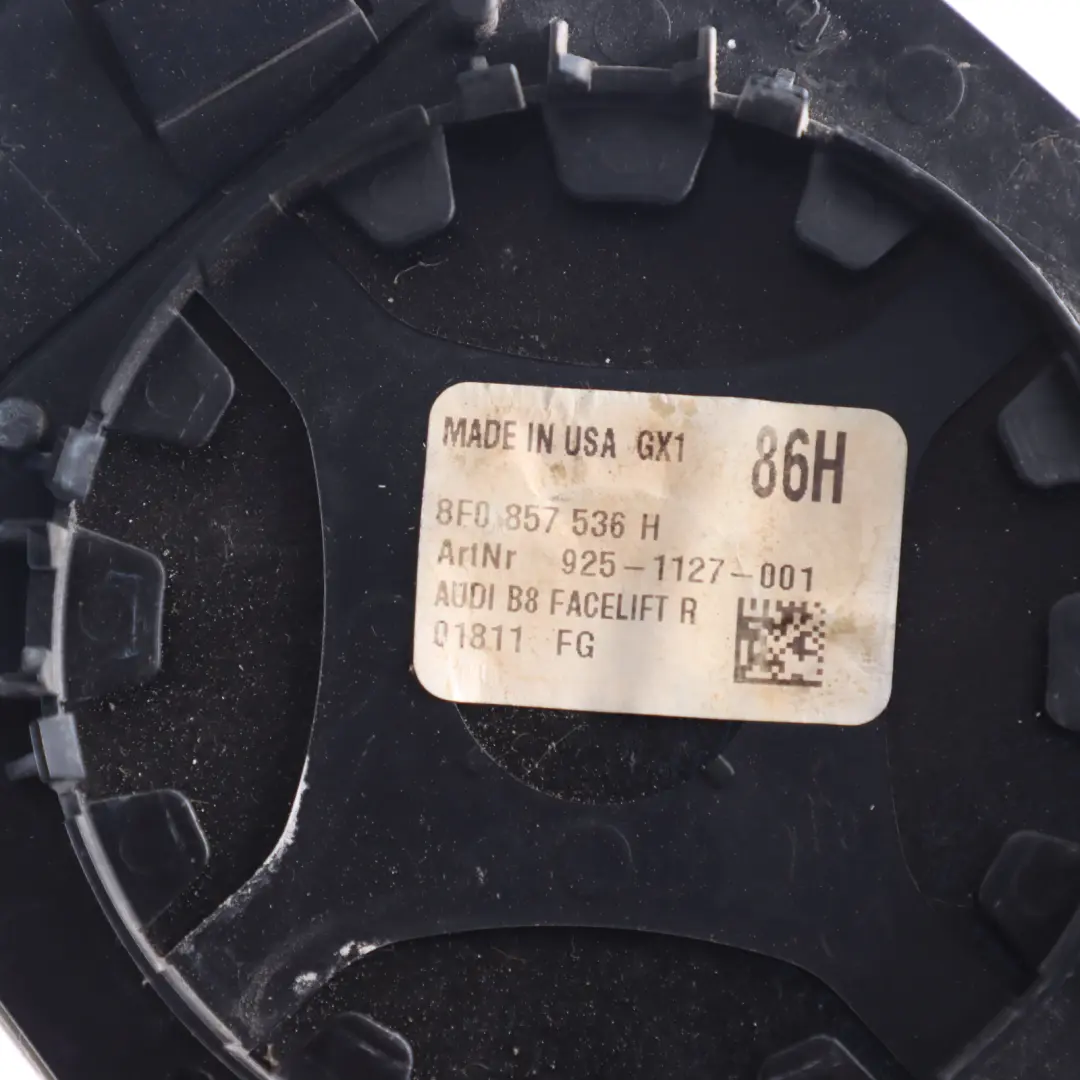 MADE IN USA GX1 86H
8F0 857 536 H
ArtNr 925-1127-001
AUDI B8 FACELIFT R
01811 FG